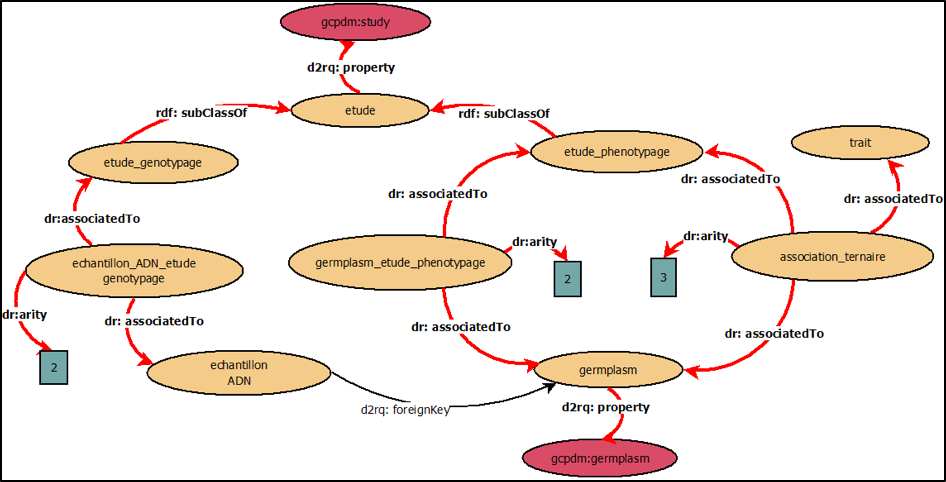 gcpdm:study
d2rq: property
etude
rdf: subClassOf
rdf: subClassOf
etude_genotypage
etude_phenotypage
trait
dr:associatedTo
dr: associatedTo
dr: associatedTo
dr: associatedTo
echantillon_ADN_etude
genotypage
germplasm_etude_phenotypage
dr:arity
2
dr:arity
3
association_ternaire
dr:arity
2
dr: associatedTo
dr: associatedTo
dr: associatedTo
echantillon
ADN
d2rq: foreignKey
germplasm
d2rq: property
gcpdm:germplasm